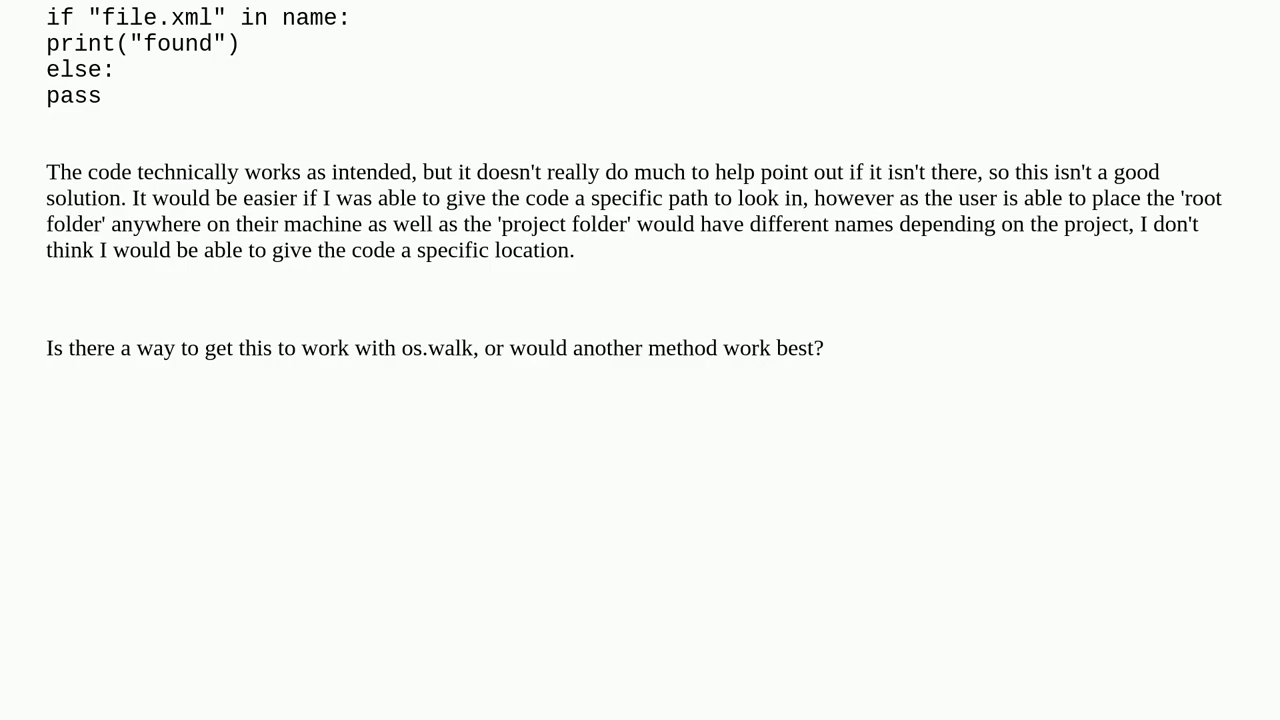 if "file.xml" in name:
print("found")
else:
pass
The code technically works as intended, but it doesn't really do much to help point out if it isn't there, so this isn't a good
solution. It would be easier if I was able to give the code a specific path to look in, however as the user is able to place the 'root
folder' anywhere on their machine as well as the 'project folder' would have different names depending on the project, I don't
think I would be able to give the code a specific location.
Is there a way to get this to work with os.walk, or would another method work best?